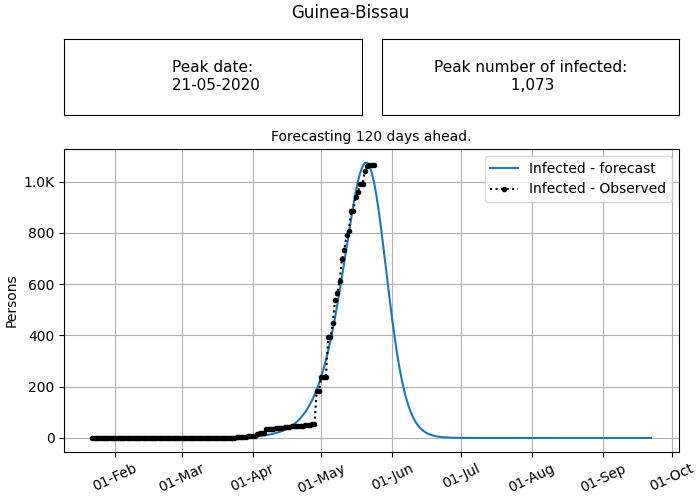 Guinea-Bissau
Peak date:
21-05-2020
Peak number of infected:
1,073
Forecasting 120 days ahead.
Infected - forecast
Infected - Observed
Persons
1.0K
800
600
400
200
0
01-Feb
01-Mar
01-Apr
01-May
01-Jun
01-Jul
01-Aug
01-Sep
01-Oct